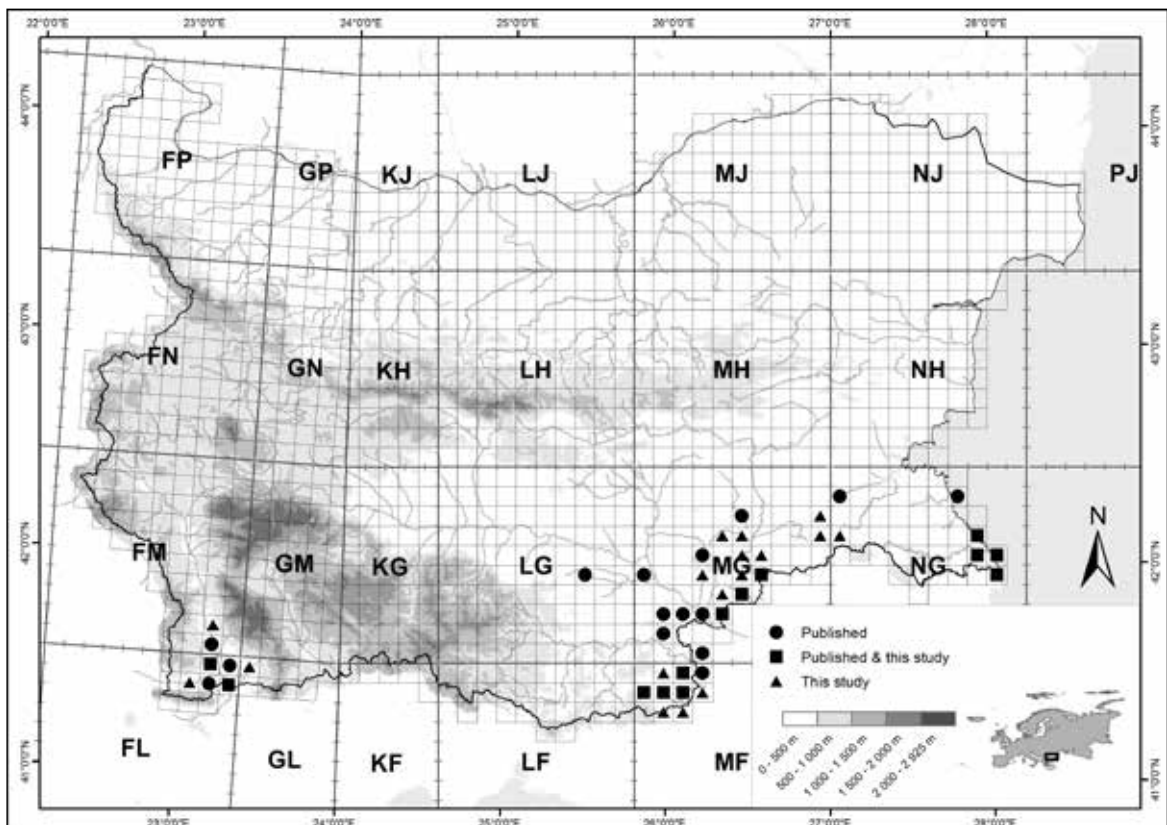 22°0'0"E 23°0'0"E 24°0'0"E 25°0'0"E 26°0'0"E 27°0'0"E 28°0'0"E
44°0'0"N 44°0'0"N
FP GP KJ LJ MJ NJ PJ
43°0'0"N 43°0'0"N
FN GN KH LH MH NH
42°0'0"N 42°0'0"N
FM GM KG LG MG NG
N
Published
Published & this study
This study
0 - 500 m
500 - 1 000 m
1 000 - 1 500 m
1 500 - 2 000 m
2 000 - 2 925 m
41°0'0"N 41°0'0"N
FL GL KF LF MF
23°0'0"E 24°0'0"E 25°0'0"E 26°0'0"E 27°0'0"E 28°0'0"E